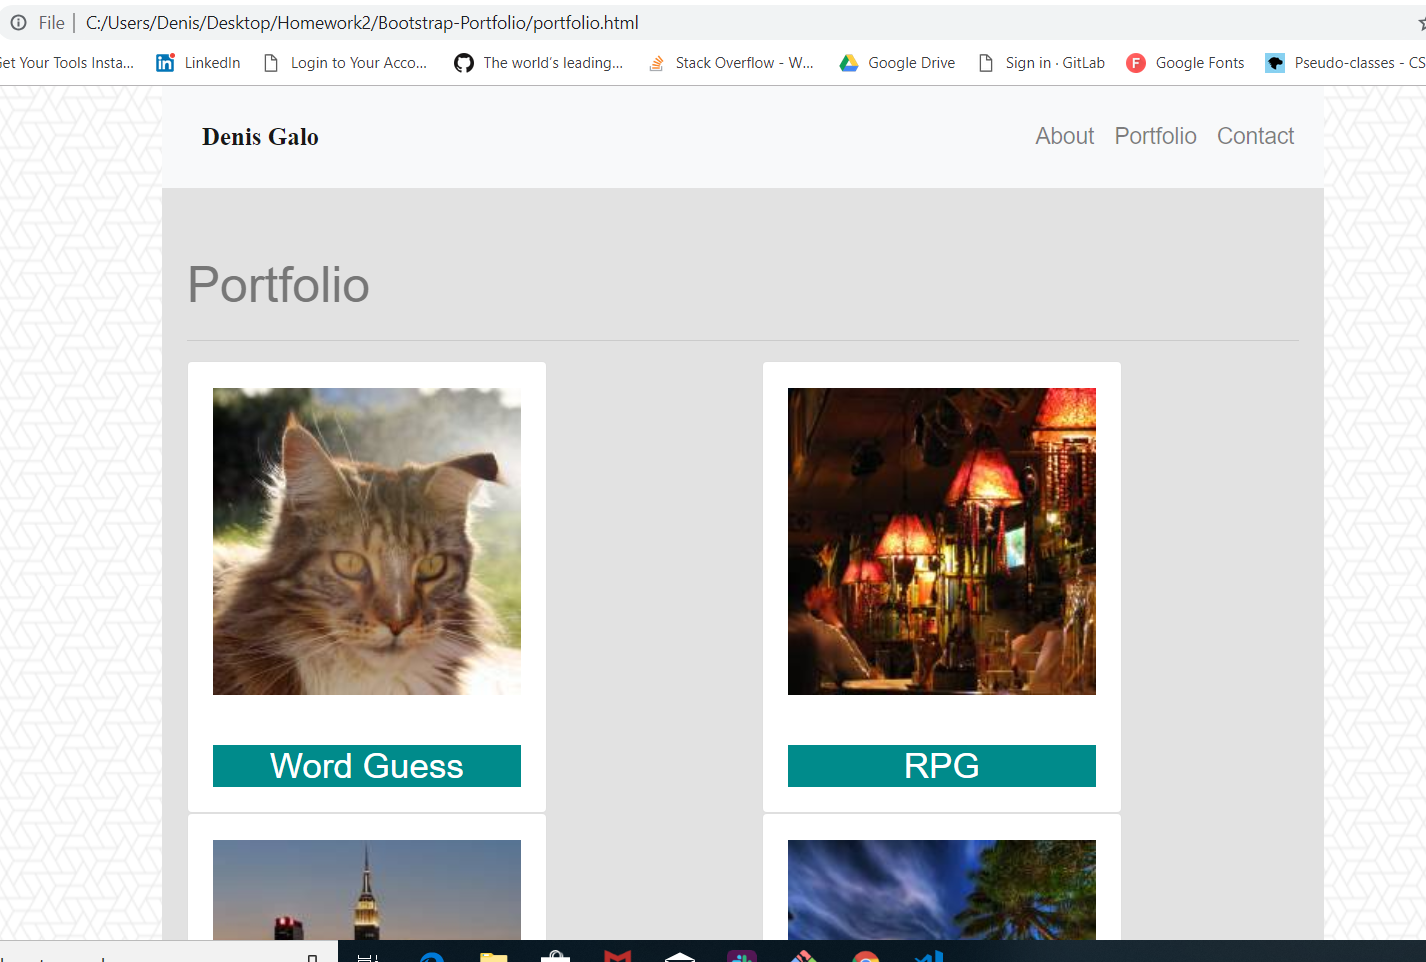 File | C:/Users/Denis/Desktop/Homework2/Bootstrap-Portfolio/portfolio.html
Get Your Tools Insta... LinkedIn Login to Your Acco... The world's leading... Stack Overflow - W... Google Drive Sign in · GitLab Google Fonts Pseudo-classes - CS
Denis Galo About Portfolio Contact
Portfolio
Word Guess RPG